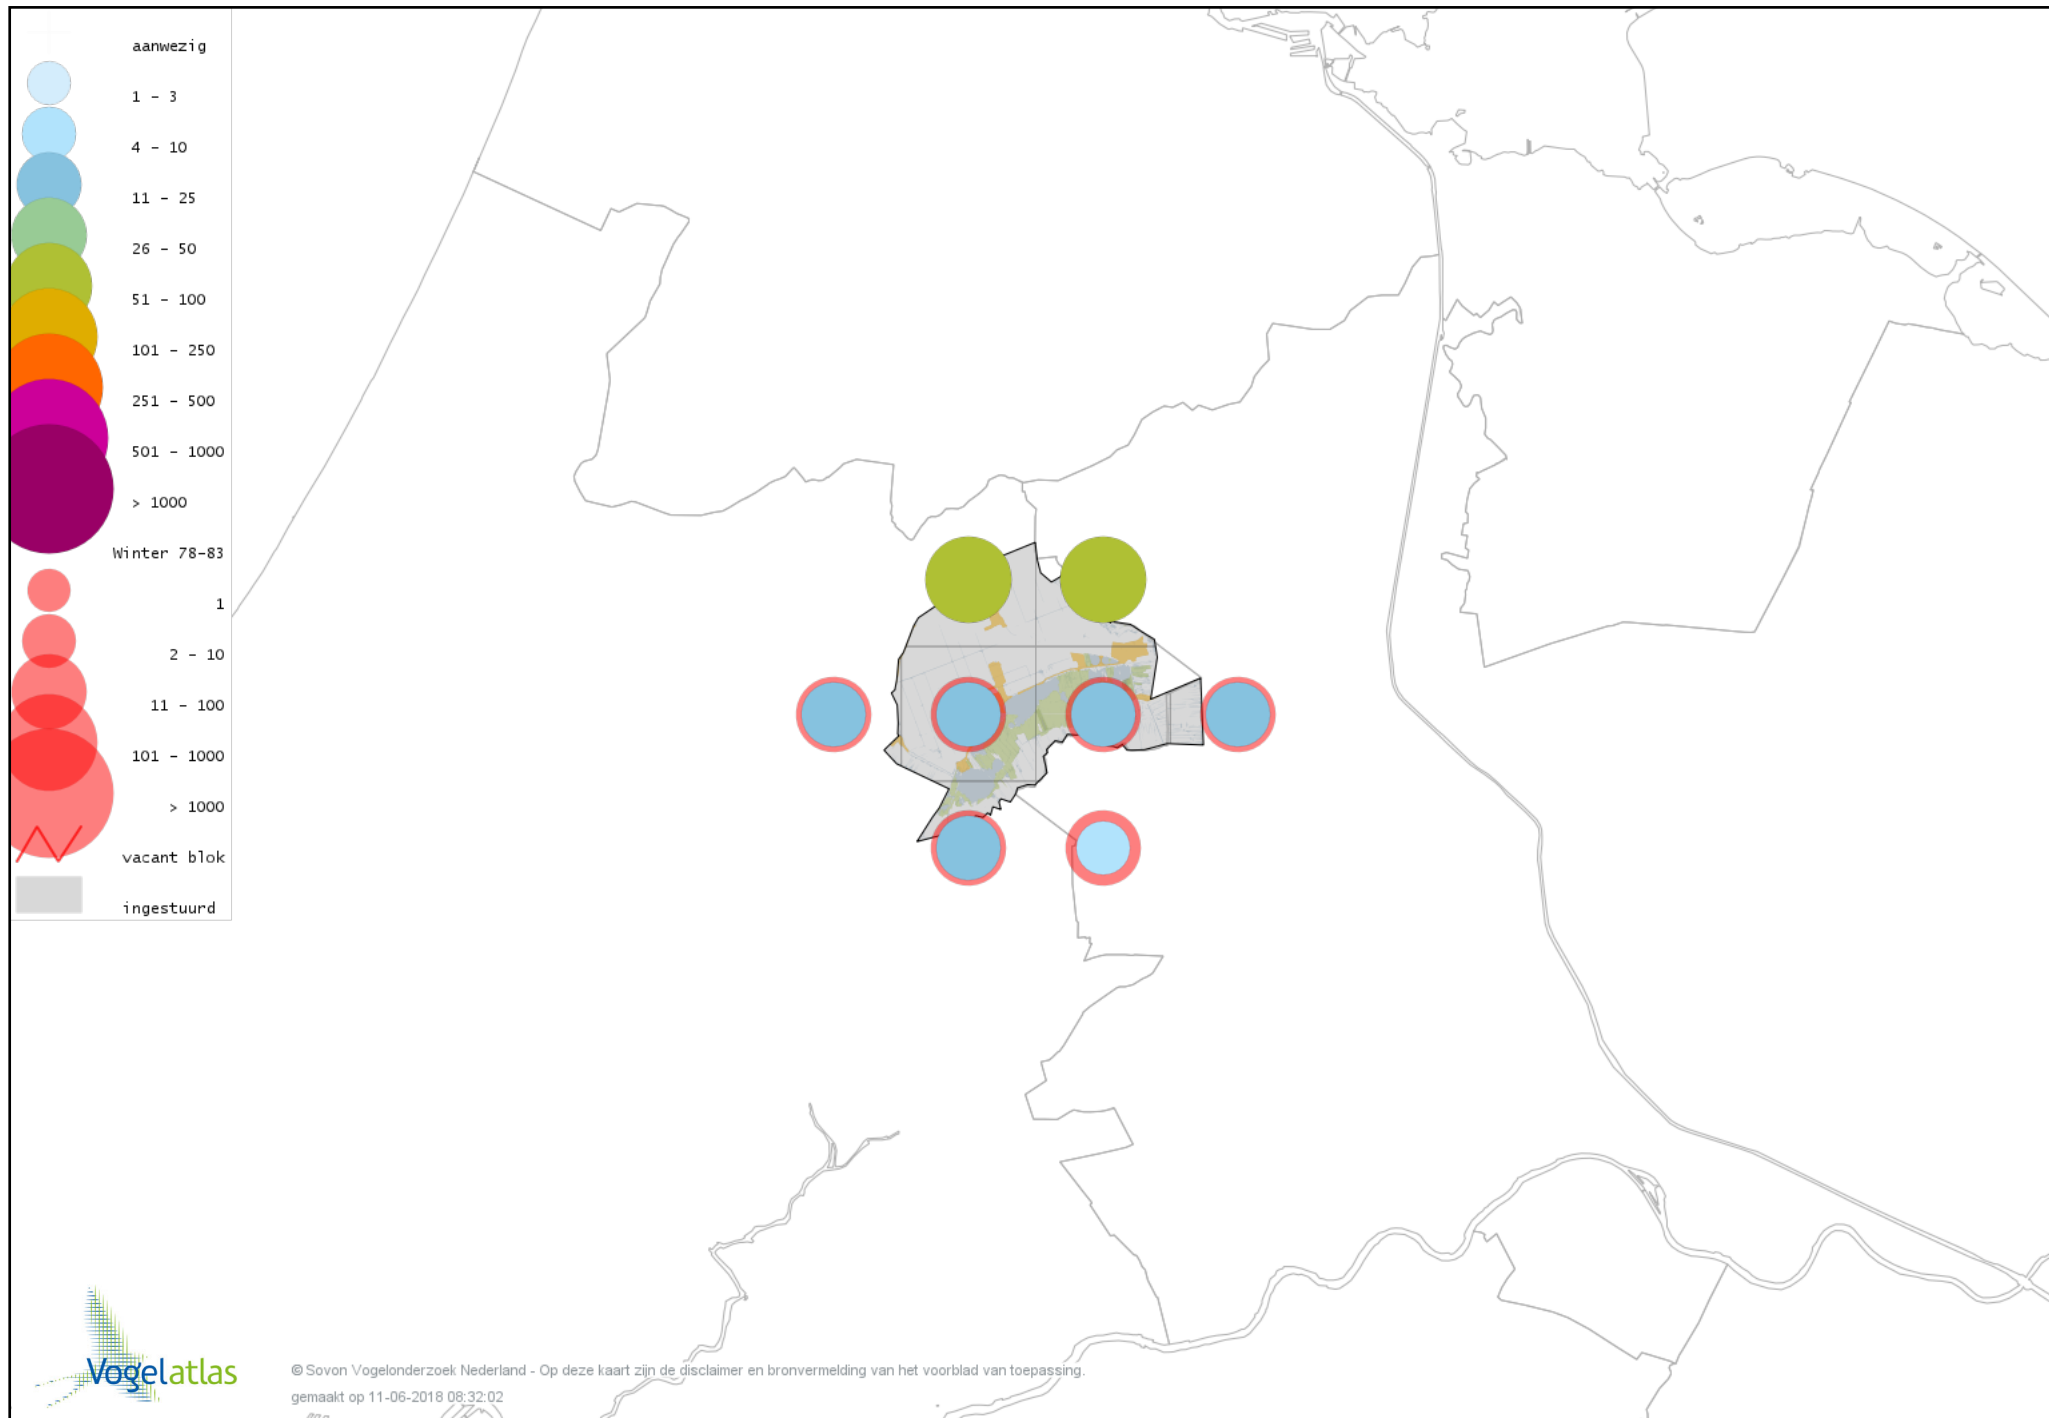 aanwezig
1 - 3
4 - 10
11 - 25
26 - 50
51 - 100
101 - 250
251 - 500
501 - 1000
> 1000
Winter 78-83
1
2 - 10
11 - 100
101 - 1000
> 1000
vacant blok
ingestuurd
Vogelatlas
© Sovon Vogelonderzoek Nederland - Op deze kaart zijn de disclaimer en bronvermelding van het voorblad van toepassing.
gemaakt op 11-06-2018 08:32:02